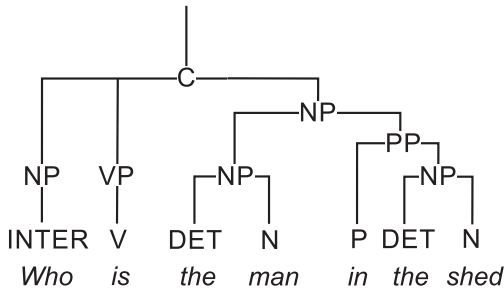 C
NP
PP
NP VP NP NP
INTER V DET N P DET N
Who is the man in the shed